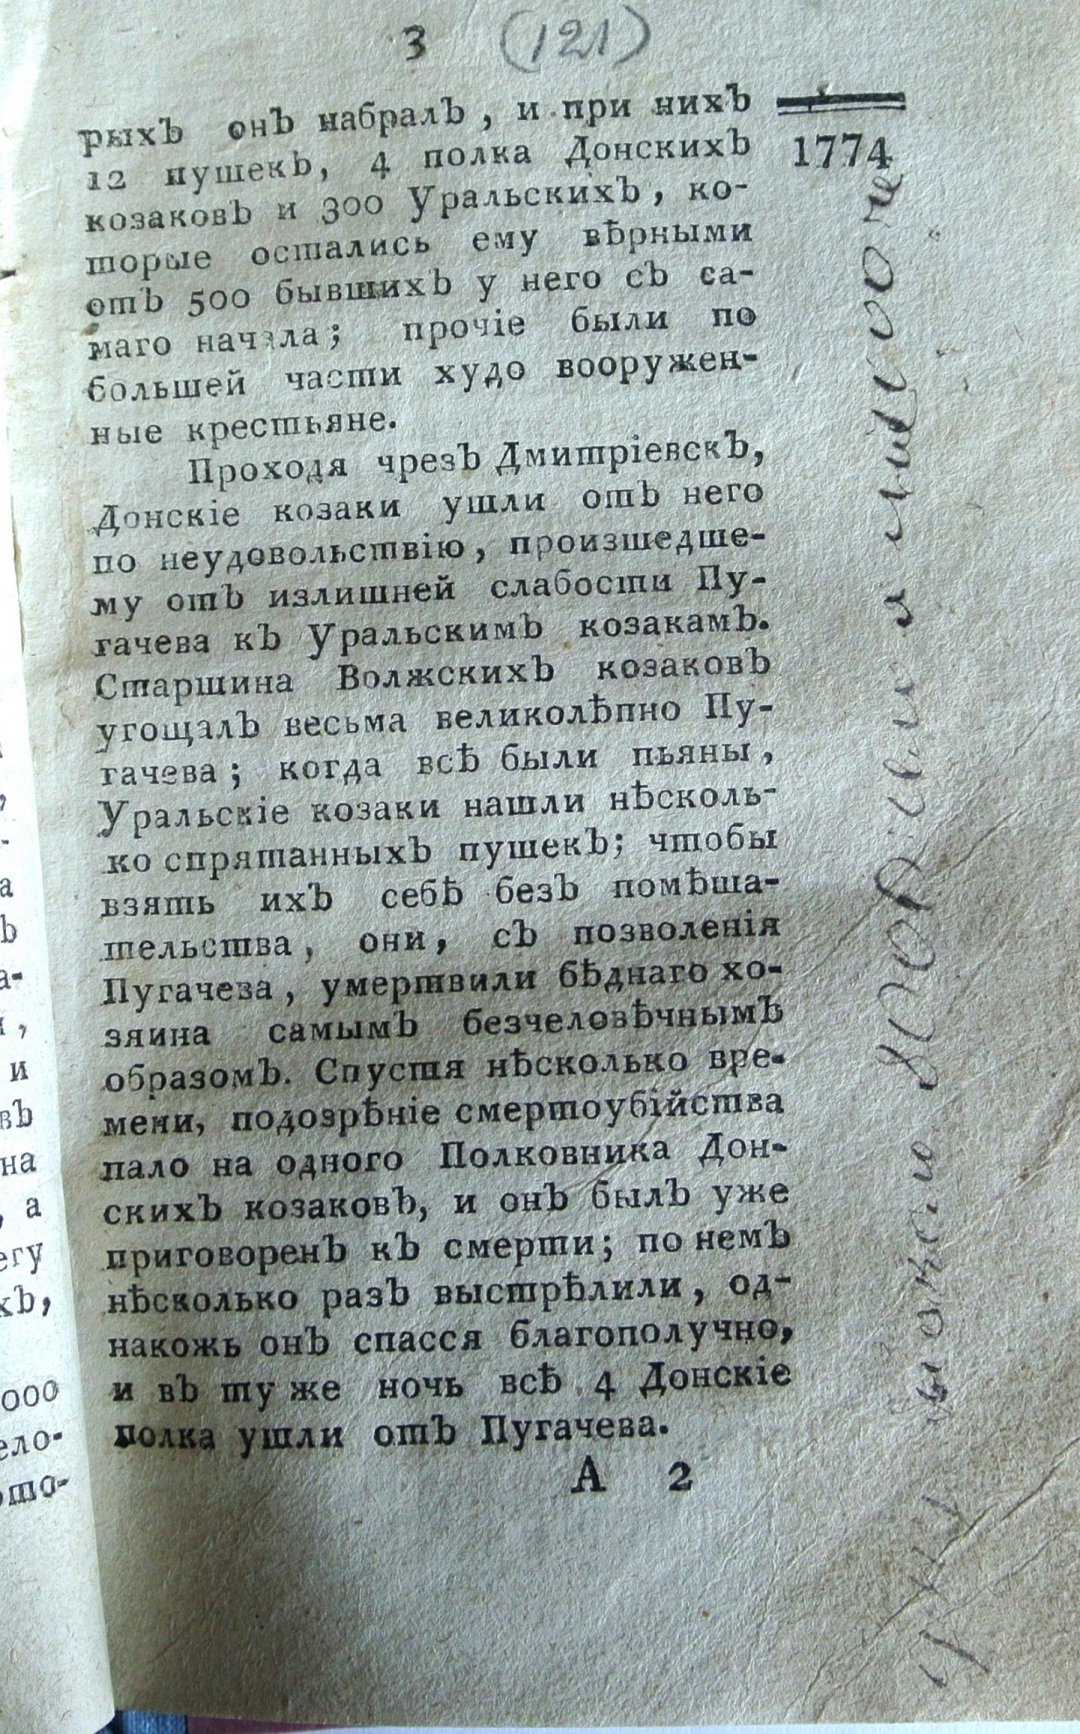 3 (121)
рыхъ онъ набралъ, и при нихъ
1774
12 пушекъ, 4 полка Донскихъ
козаковъ и 300 Уральскихъ, ко-
торые остались ему вѣрными
отъ 500 бывшихъ у него съ са-
маго начала; прочіе были по
большей части худо вооружен-
ные крестьяне.
Проходя чрезъ Дмитріевскъ,
Донскіе козаки ушли отъ него
по неудовольствію, произшедше-
му отъ излишней слабости Пу-
гачева къ Уральскимъ козакамъ.
Старшина Волжскихъ козаковъ
угощалъ весьма великолѣпно Пу-
гачева; когда всѣ были пьяны,
Уральскіе козаки нашли нѣсколь-
ко спрятанныхъ пушекъ; чтобы
взять ихъ себѣ безъ помѣша-
тельства, они, съ позволенія
Пугачева, умертвили бѣднаго хо-
зяина самымъ безчеловѣчнымъ
образомъ. Спустя нѣсколько вре-
мени, подозрѣніе смертоубійства
пало на одного Полковника Дон-
скихъ козаковъ, и онъ былъ уже
приговоренъ къ смерти; по немъ
нѣсколько разъ выстрѣлили, од-
накожь онъ спасся благополучно,
и въ ту же ночь всѣ 4 Донскіе
полка ушли отъ Пугачева.
А 2